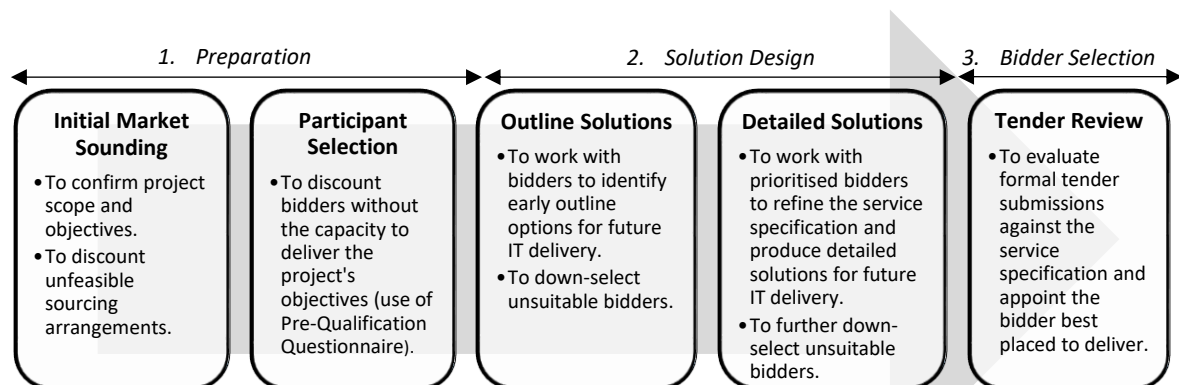 1. Preparation
2. Solution Design
3. Bidder Selection
Initial Market
Sounding
•To confirm project
scope and
objectives.
•To discount
unfeasible
sourcing
arrangements.
Participant
Selection
•To discount
bidders without
the capacity to
deliver the
project's
objectives (use of
Pre-Qualification
Questionnaire).
Outline Solutions
•To work with
bidders to identify
early outline
options for future
IT delivery.
•To down-select
unsuitable bidders.
Detailed Solutions
•To work with
prioritised bidders
to refine the service
specification and
produce detailed
solutions for future
IT delivery.
•To further down-
select unsuitable
bidders.
Tender Review
•To evaluate
formal tender
submissions
against the
service
specification and
appoint the
bidder best
placed to deliver.